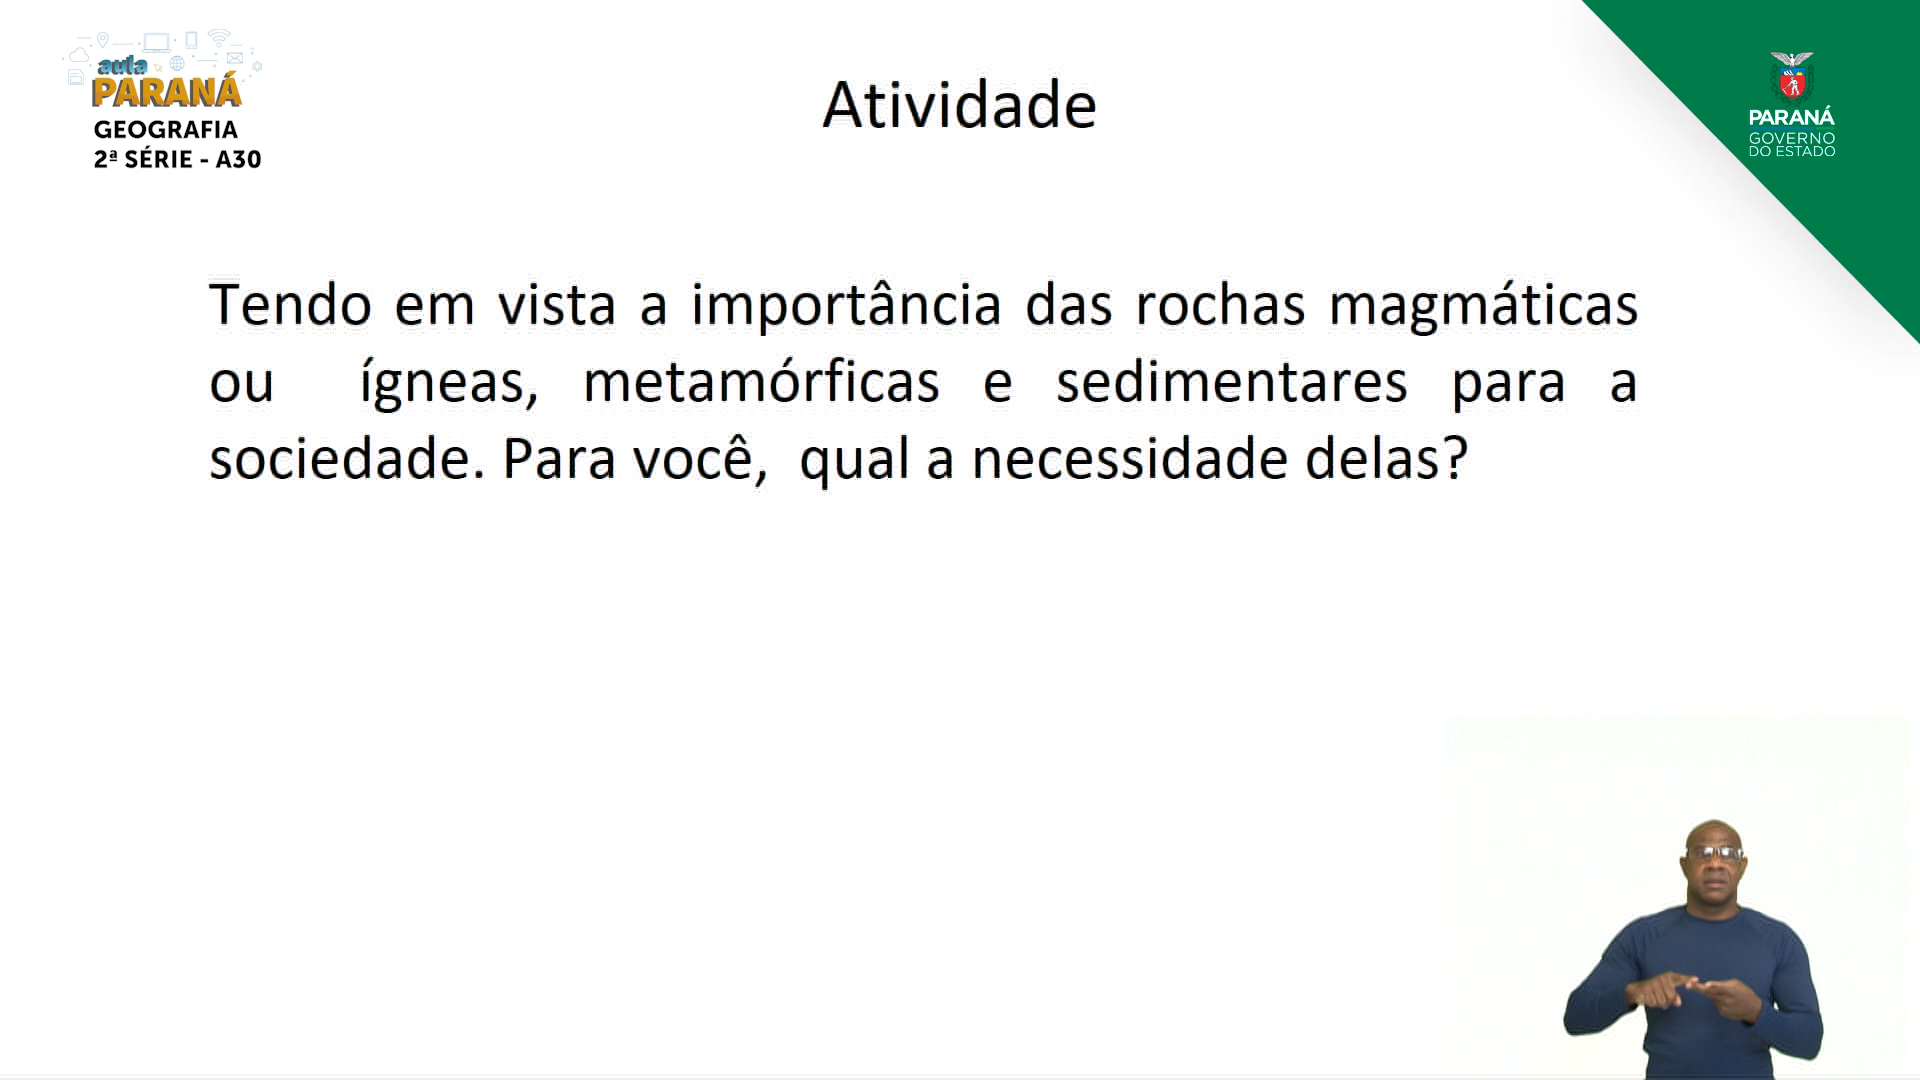 aula
PARANÁ
GEOGRAFIA
2ª SÉRIE - A30
Atividade
PARANÁ
GOVERNO
DO ESTADO
Tendo em vista a importância das rochas magmáticas
ou ígneas, metamórficas e sedimentares para a
sociedade. Para você, qual a necessidade delas?